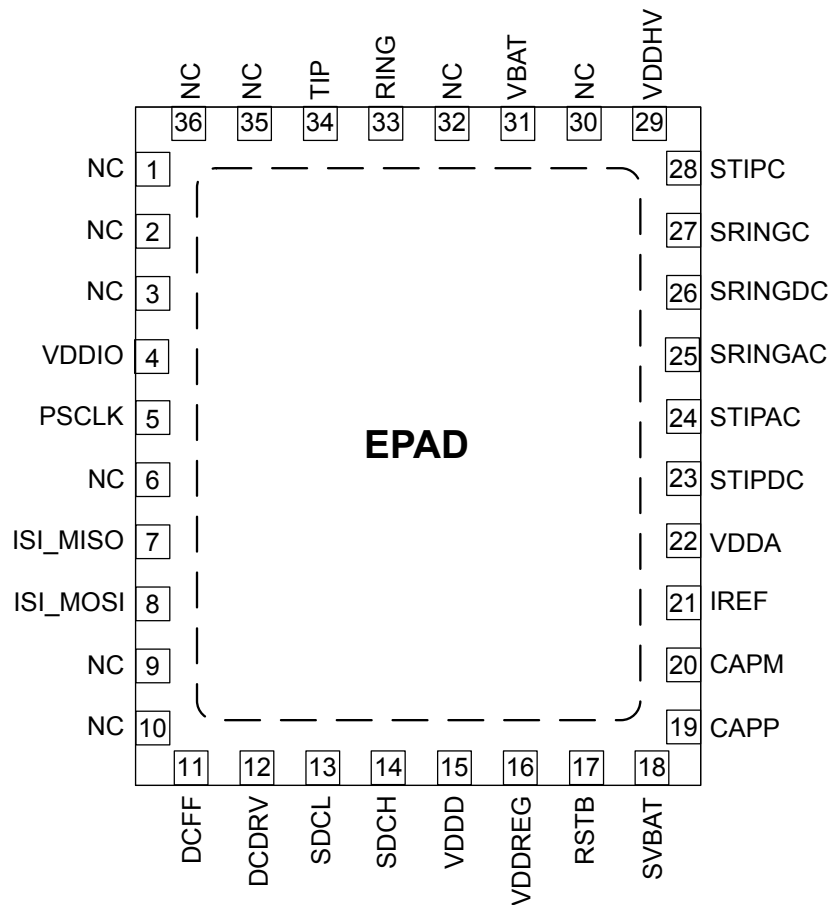 NC NC TIP RING NC VBAT NC VDDHV
36 35 34 33 32 31 30 29
NC 1
NC 2
NC 3
VDDIO 4
PSCLK 5
NC 6
ISI_MISO 7
ISI_MOSI 8
NC 9
NC 10
EPAD
28 STIPC
27 SRINGC
26 SRINGDC
25 SRINGAC
24 STIPAC
23 STIPDC
22 VDDA
21 IREF
20 CAPM
19 CAPP
11 12 13 14 15 16 17 18
DCFF DCDRV SDCL SDCH VDDD VDDREG RSTB SVBAT